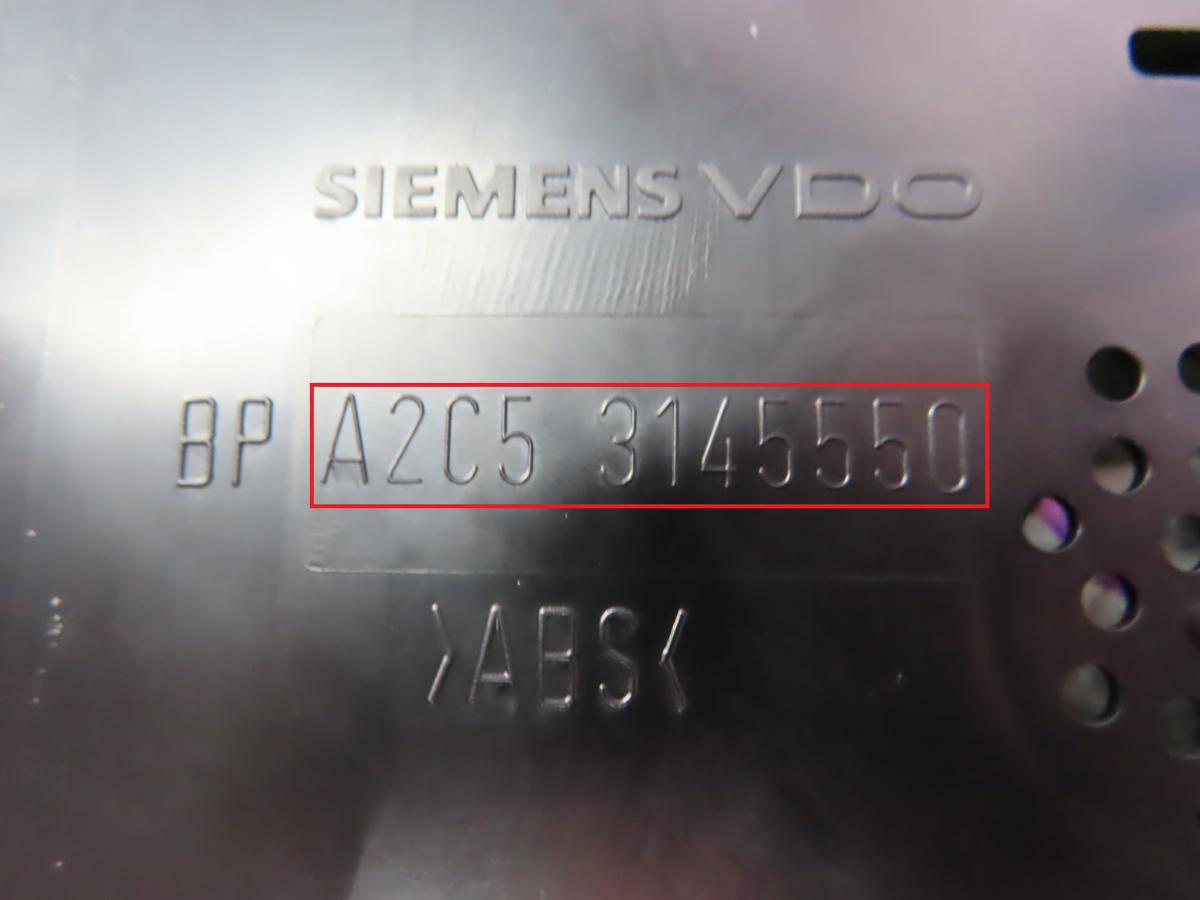 SIEMENS VDO
BP A2C5 3145550
>ABS<